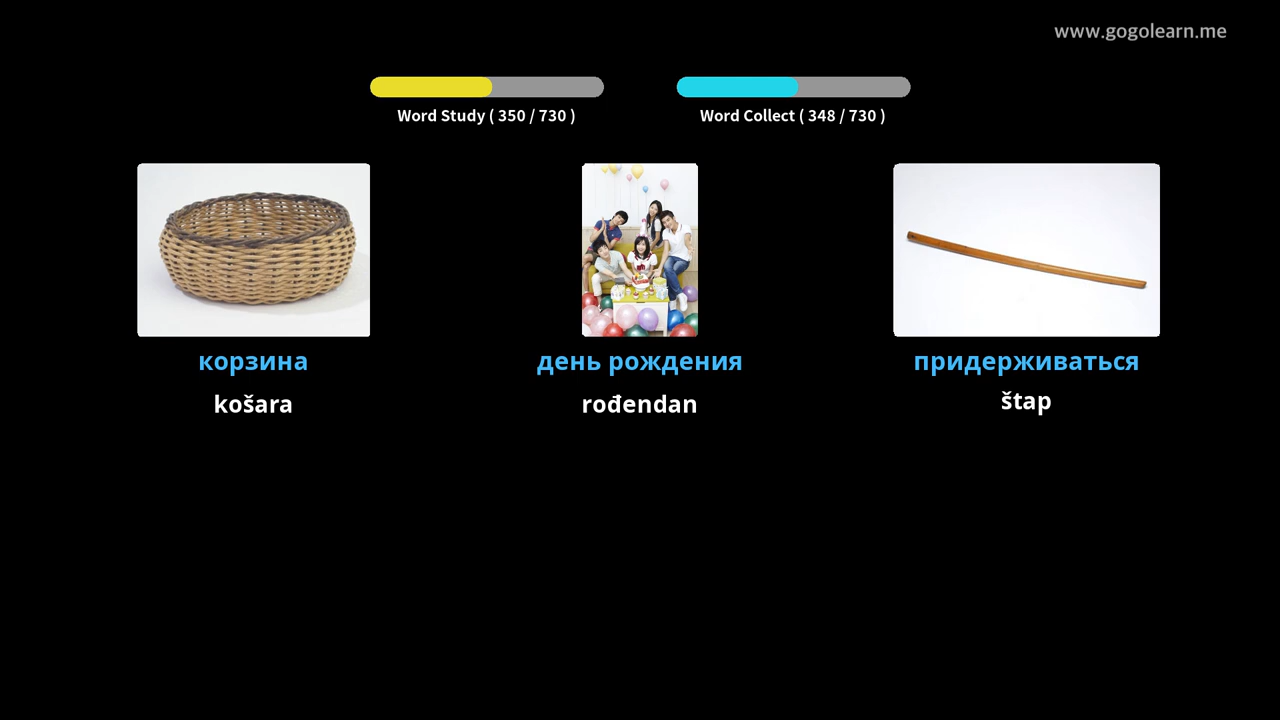 www.gogolearn.me
Word Study ( 350 / 730 )
Word Collect ( 348 / 730 )
корзина
день рождения
придерживаться
košara
rođendan
štap